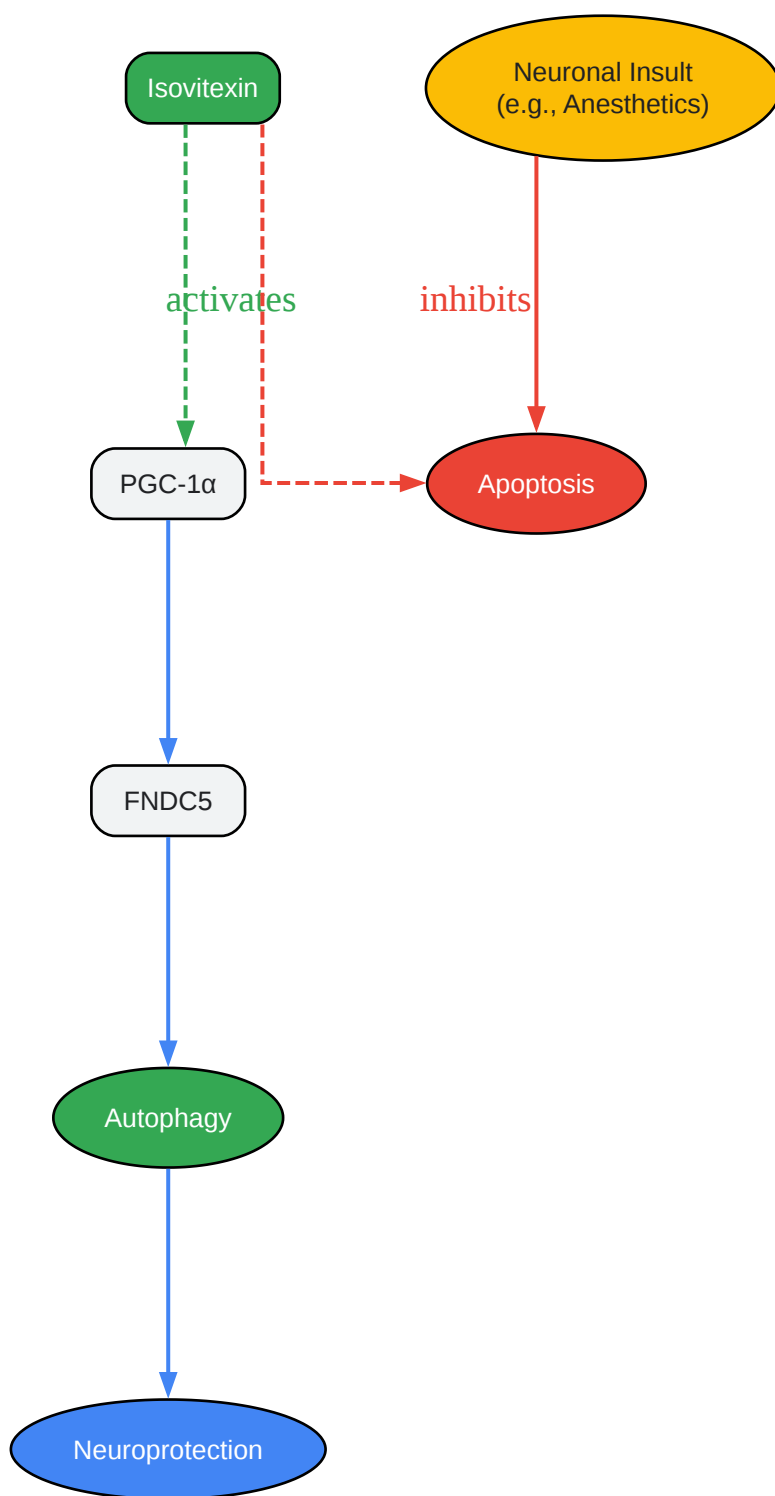 Isovitexin
Neuronal Insult
(e.g., Anesthetics)
activates
inhibits
PGC-1α
Apoptosis
FNDC5
Autophagy
Neuroprotection